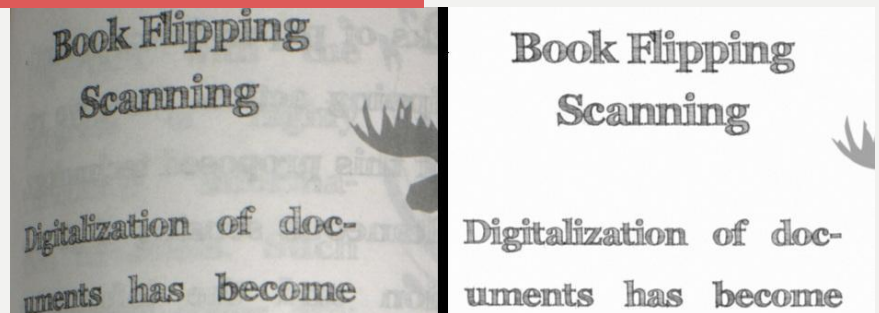 Book Flipping
Scanning
Digitalization of doc-
uments has become
Book Flipping
Scanning
Digitalization of doc-
uments has become